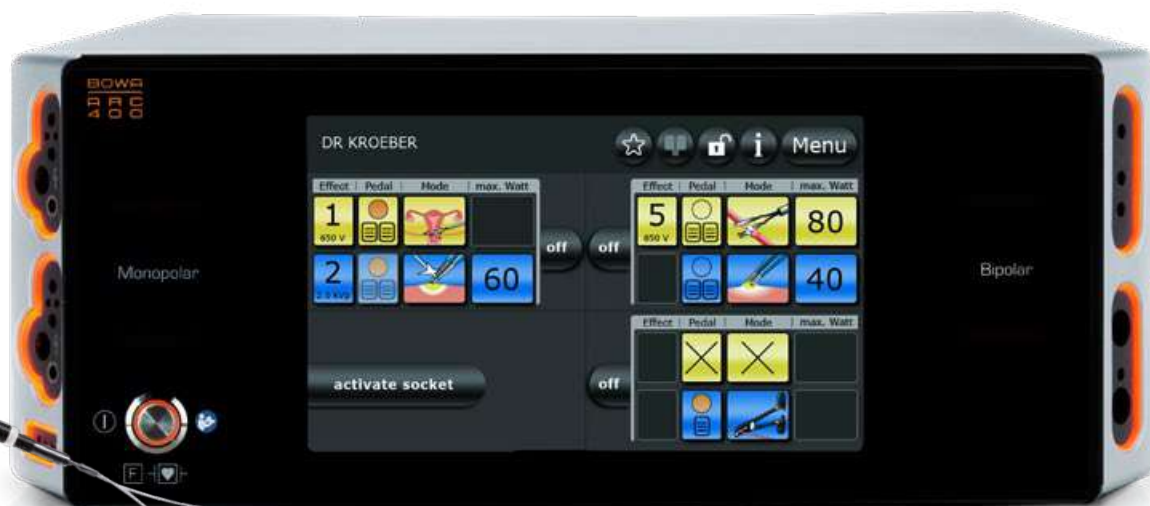 BOWA
ARC
400
DR KROEBER
i
Menu
Effect Pedal Mode max. Watt
1
650 V
2 60
off
activate socket
Effect Pedal Mode max. Watt
5 80
650 V
40
off
Effect Pedal Mode max. Watt
off
Monopolar
Bipolar
F